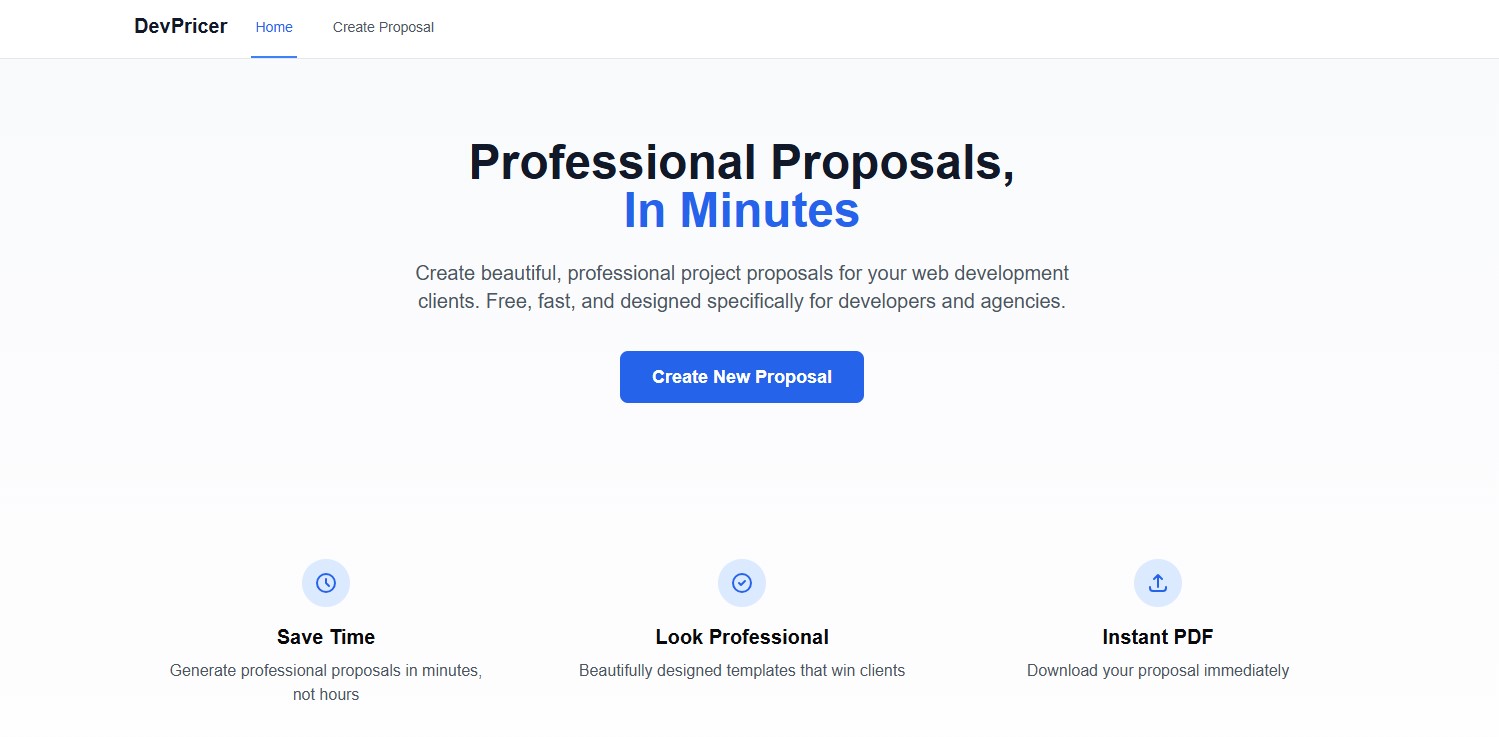 DevPricer Home Create Proposal
Professional Proposals,
In Minutes
Create beautiful, professional project proposals for your web development
clients. Free, fast, and designed specifically for developers and agencies.
Create New Proposal
Save Time
Generate professional proposals in minutes,
not hours
Look Professional
Beautifully designed templates that win clients
Instant PDF
Download your proposal immediately